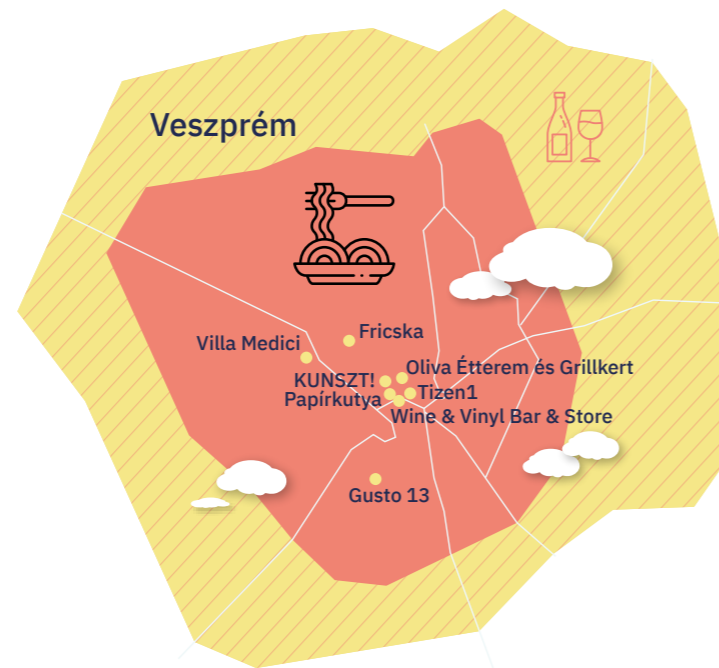 Veszprém
Fricska
Villa Medici
Oliva Étterem és Grillkert
KUNSZT!
Tizen1
Papírkutya
Wine & Vinyl Bar & Store
Gusto 13